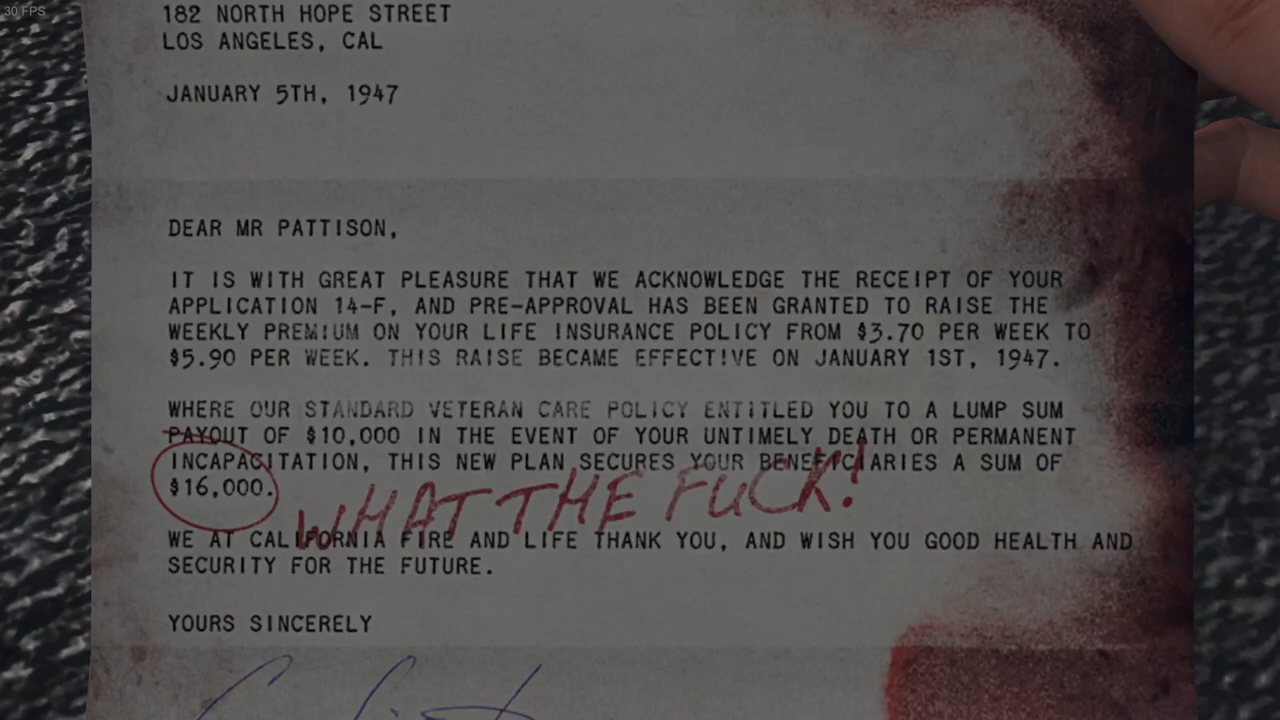 30 FPS
182 NORTH HOPE STREET
LOS ANGELES, CAL
JANUARY 5TH, 1947
DEAR MR PATTISON,
IT IS WITH GREAT PLEASURE THAT WE ACKNOWLEDGE THE RECEIPT OF YOUR
APPLICATION 14-F, AND PRE-APPROVAL HAS BEEN GRANTED TO RAISE THE
WEEKLY PREMIUM ON YOUR LIFE INSURANCE POLICY FROM $3.70 PER WEEK TO
$5.90 PER WEEK. THIS RAISE BECAME EFFECTIVE ON JANUARY 1ST, 1947.
WHERE OUR STANDARD VETERAN CARE POLICY ENTITLED YOU TO A LUMP SUM
PAYOUT OF $10,000 IN THE EVENT OF YOUR UNTIMELY DEATH OR PERMANENT
INCAPACITATION, THIS NEW PLAN SECURES YOUR BENEFICIARIES A SUM OF
$16,000.
WHAT THE FUCK!
WE AT CALIFORNIA FIRE AND LIFE THANK YOU, AND WISH YOU GOOD HEALTH AND
SECURITY FOR THE FUTURE.
YOURS SINCERELY